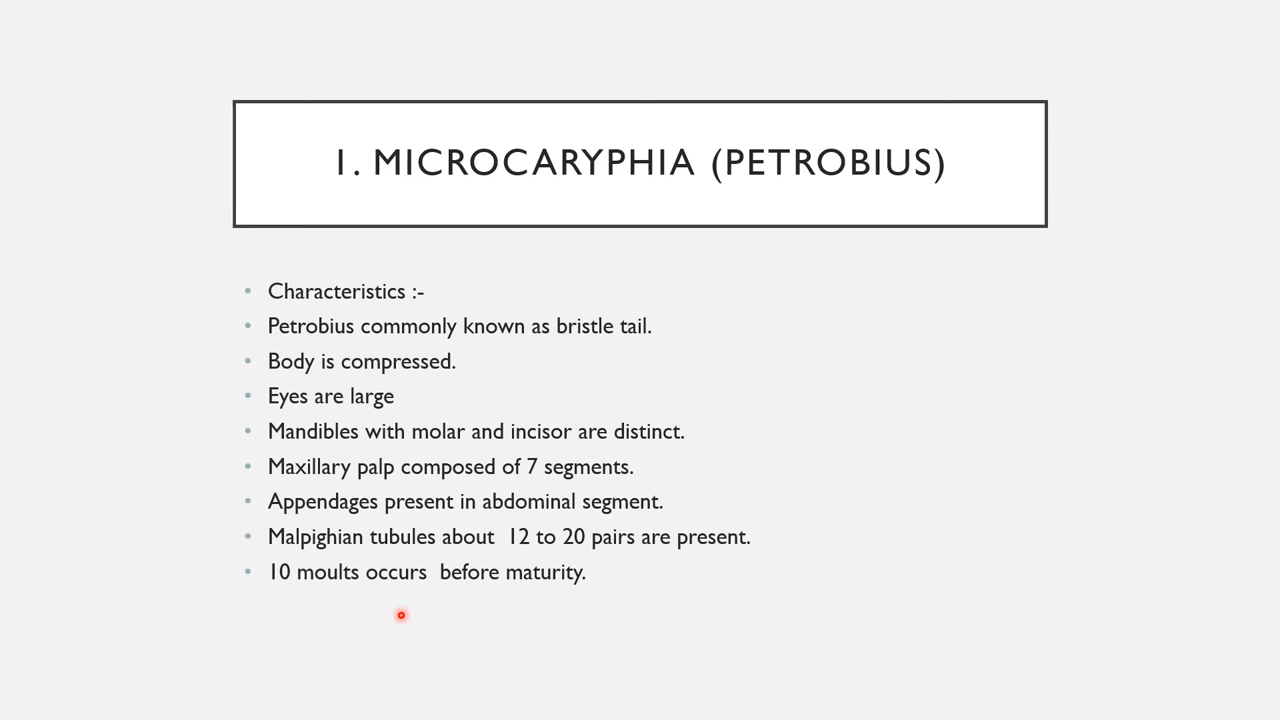 1. MICROCARYPHIA (PETROBIUS)
• Characteristics :-
• Petrobius commonly known as bristle tail.
• Body is compressed.
• Eyes are large
• Mandibles with molar and incisor are distinct.
• Maxillary palp composed of 7 segments.
• Appendages present in abdominal segment.
• Malpighian tubules about  12 to 20 pairs are present.
• 10 moults occurs  before maturity.